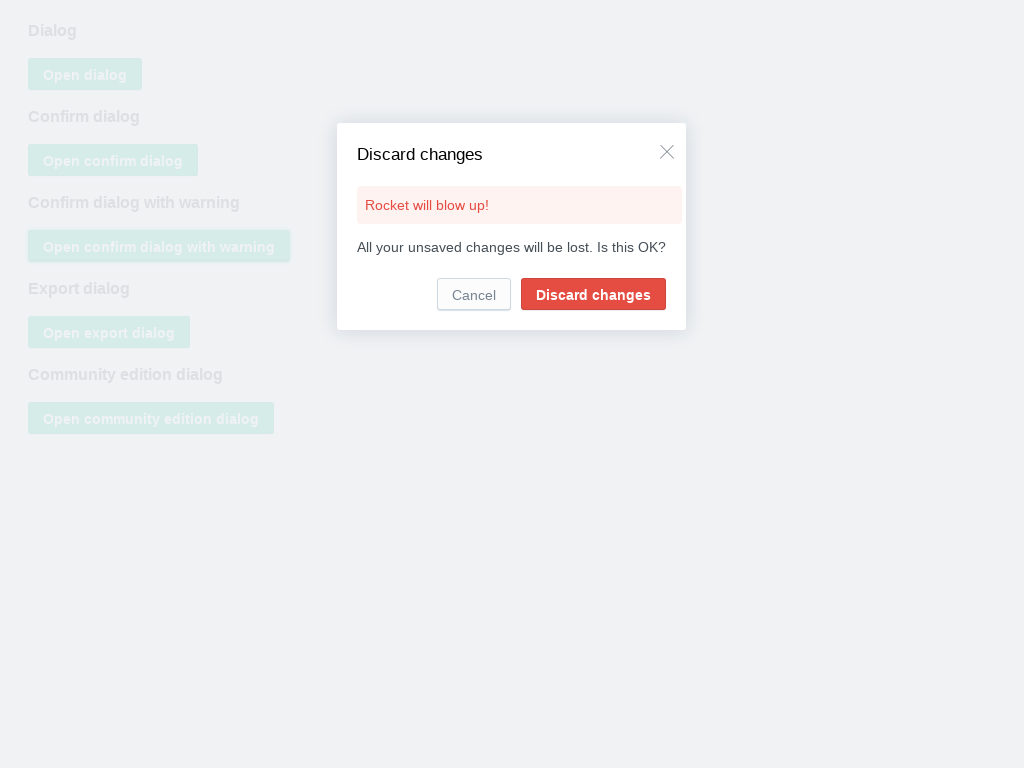 Dialog
Open dialog
Confirm dialog
Open confirm dialog
Confirm dialog with warning
Open confirm dialog with warning
Export dialog
Open export dialog
Community edition dialog
Open community edition dialog
Discard changes
Rocket will blow up!
All your unsaved changes will be lost. Is this OK?
Cancel
Discard changes